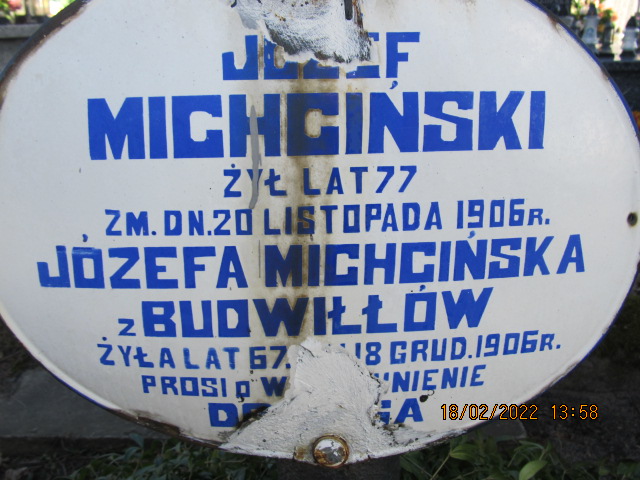 JÓZEF
MICHCIŃSKI
ŻYŁ LAT 77
ZM. DN. 20 LISTOPADA 1906 R.
JÓZEFA MICHCIŃSKA
z BUDWIŁŁÓW
ŻYŁA LAT 67. 18 GRUD. 1906 R.
PROSI o
18/02/2022 13:58